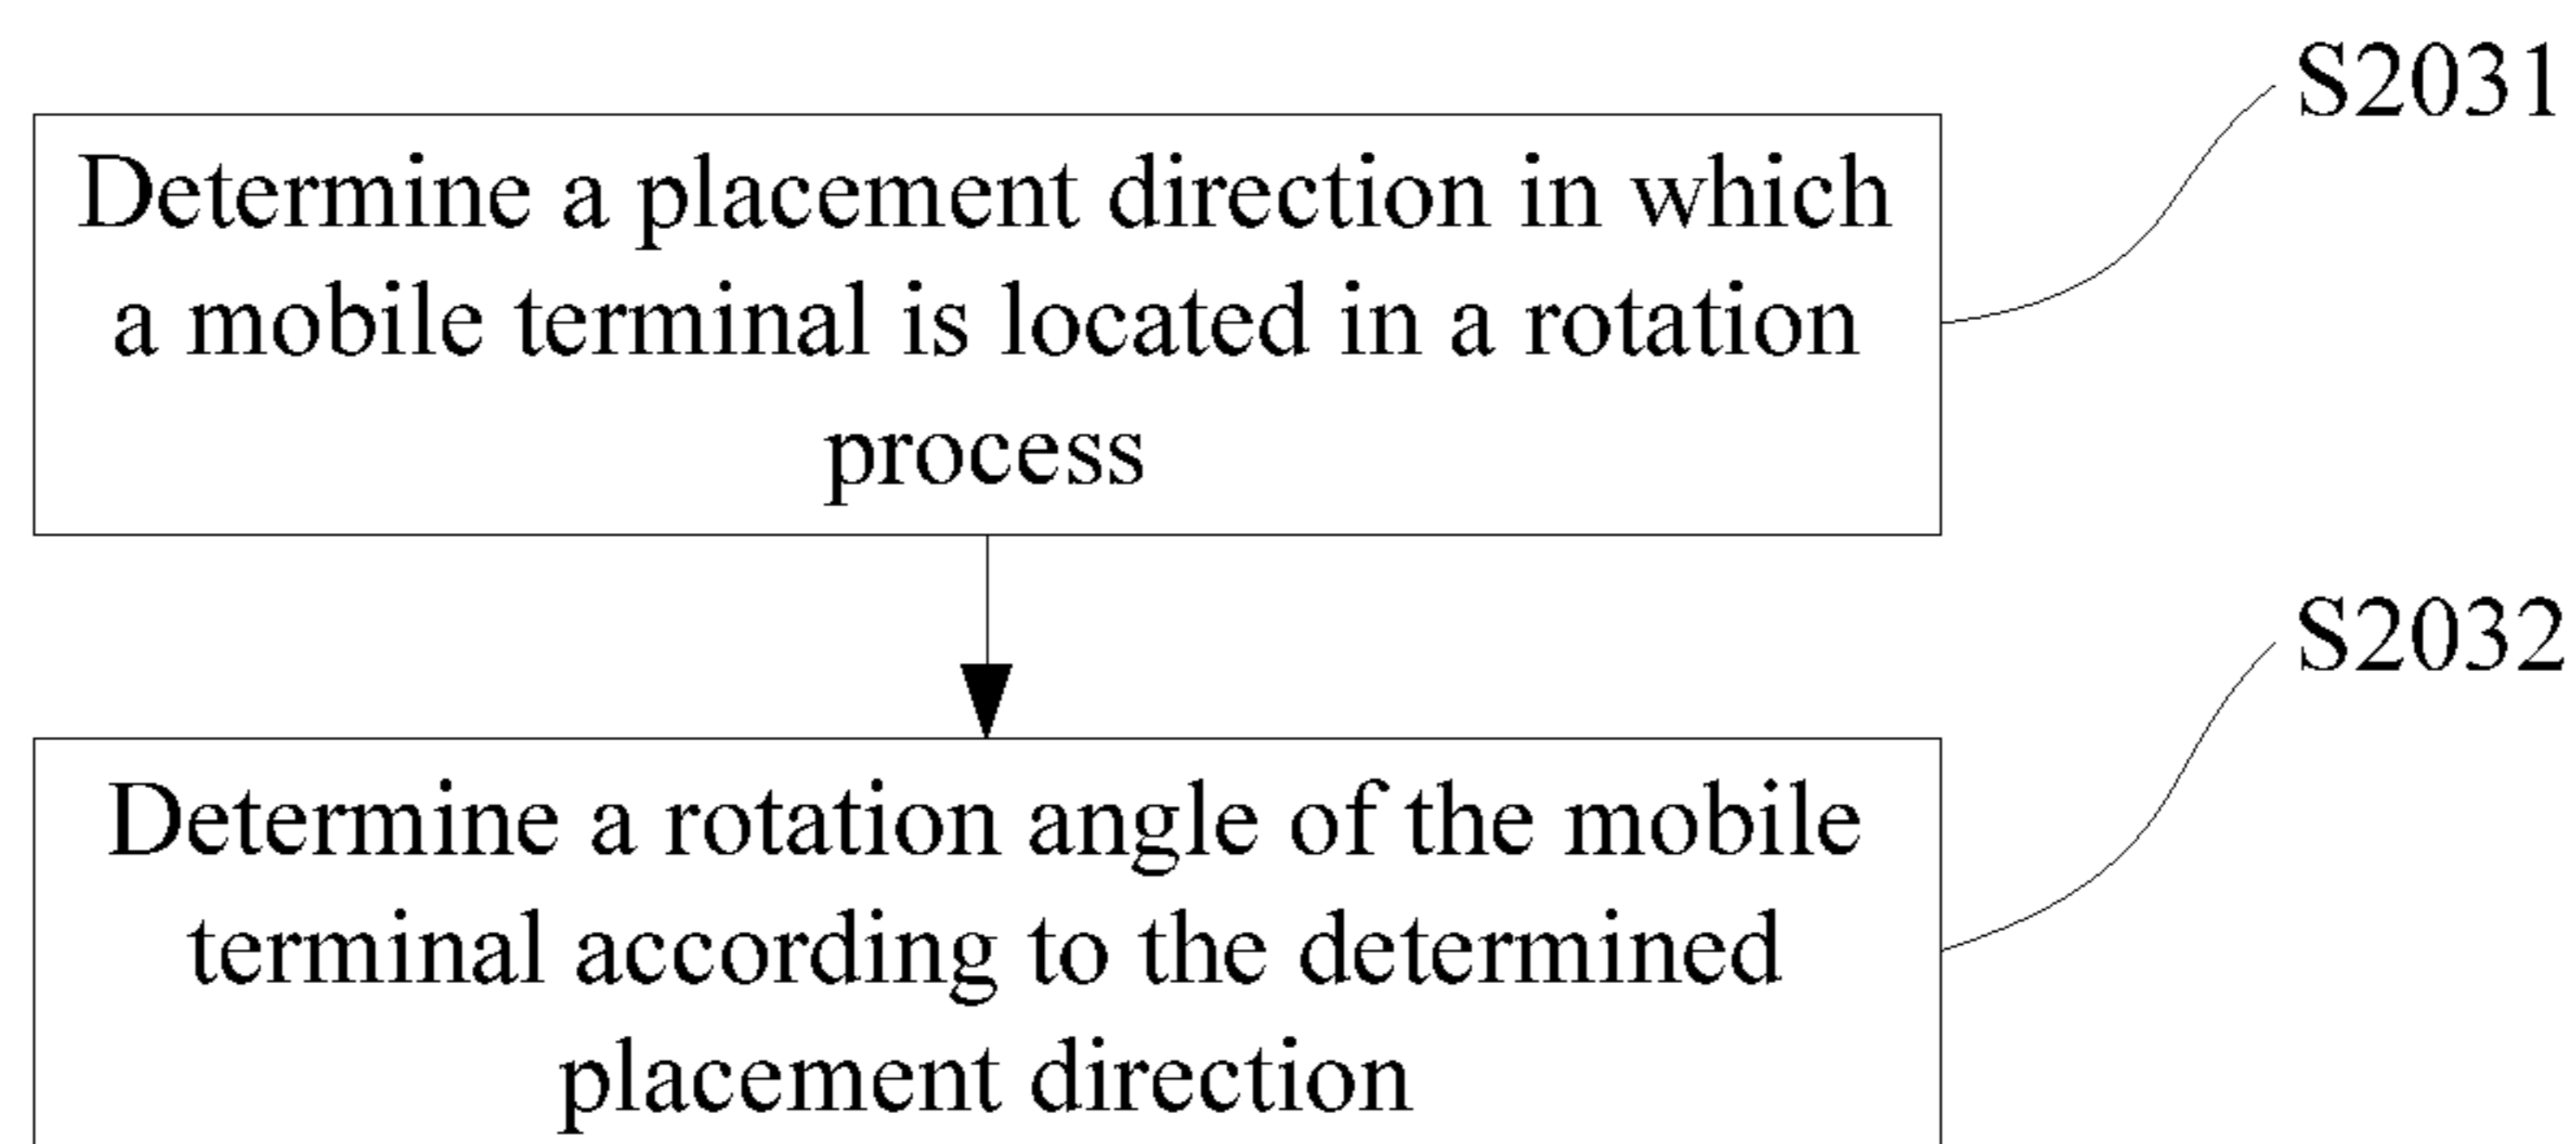 S2031
Determine a placement direction in which
a mobile terminal is located in a rotation
process
S2032
Determine a rotation angle of the mobile
terminal according to the determined
placement direction